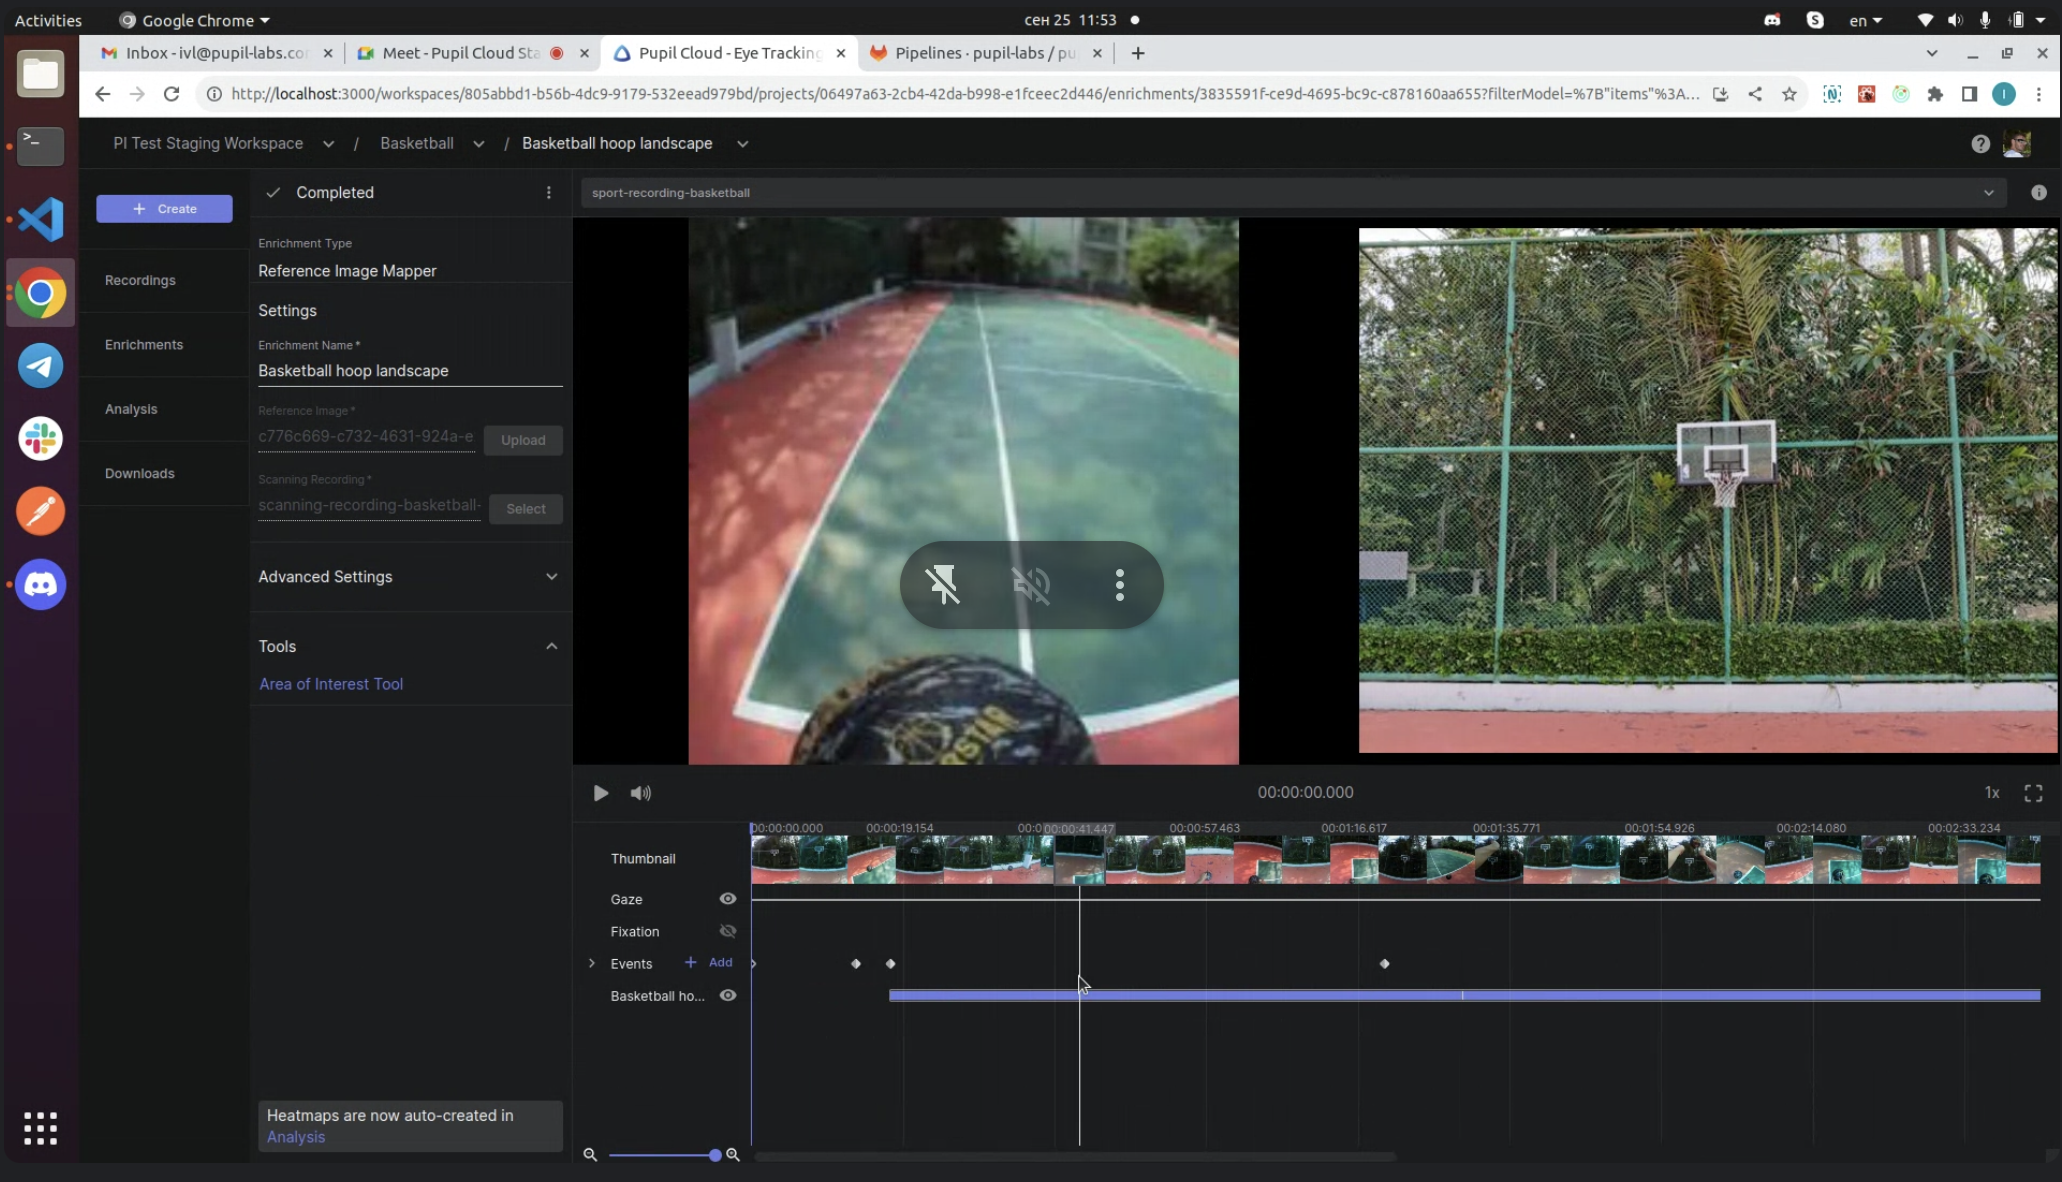 Activities
Google Chrome
сен 25 11:53
en
Inbox - ivl@pupil-labs.co
Meet - Pupil Cloud Sta
Pupil Cloud - Eye Tracking
Pipelines · pupil-labs / pu
http://localhost:3000/workspaces/805abbd1-b56b-4dc9-9179-532eead979bd/projects/06497a63-2cb4-42da-b998-e1fceec2d446/enrichments/3835591f-ce9d-4695-bc9c-c878160aa655?filterModel=%7B"items"%3A...
PI Test Staging Workspace / Basketball / Basketball hoop landscape
+ Create
Recordings
Enrichments
Analysis
Downloads
Completed
Enrichment Type
Reference Image Mapper
Settings
Enrichment Name *
Basketball hoop landscape
Reference Image *
c776c669-c732-4631-924a-e
Upload
Scanning Recording *
scanning-recording-basketball-
Select
Advanced Settings
Tools
Area of Interest Tool
Heatmaps are now auto-created in
Analysis
sport-recording-basketball
00:00:00.000
1x
00:00:00.000 00:00:19.154 00:00:41.447 00:00:57.463 00:01:16.617 00:01:35.771 00:01:54.926 00:02:14.080 00:02:33.234
Thumbnail
Gaze
Fixation
Events + Add
Basketball ho...